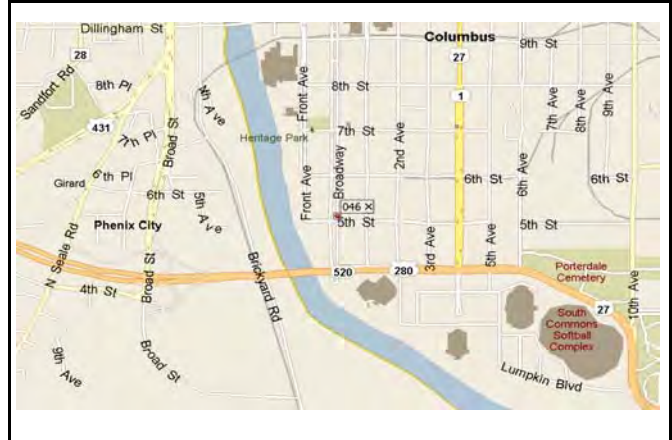 Dillingham St
Columbus
9th St
28
27
Sandfort Rd
8th Pl
8th St
1
Front Ave
Nth Ave
431
7th Pl
Broad St
Heritage Park
7th St
2nd Ave
6th Ave
7th Ave
8th Ave
9th Ave
Girard
6th Pl
6th St
5th Ave
Front Ave
Broadway
6th St
6th St
046 ×
Phenix City
5th St
5th St
N Seale Rd
3rd Ave
5th Ave
520
280
Porterdale
Cemetery
4th St
Broad St
Brickyard Rd
10th Ave
27
South
Commons
Softball
Complex
9th Ave
Broad St
Lumpkin Blvd